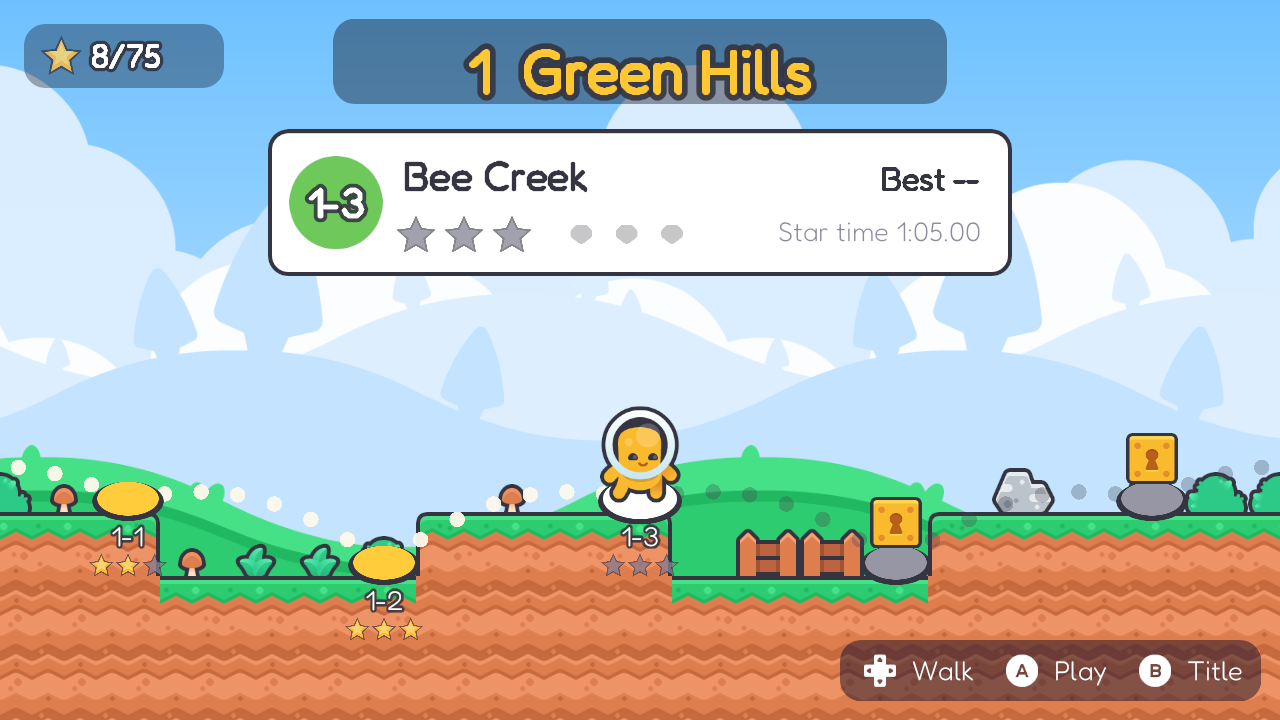 8/75
1 Green Hills
1-3
Bee Creek
Best --
Star time 1:05.00
1-1
1-2
1-3
Walk
A
Play
B
Title